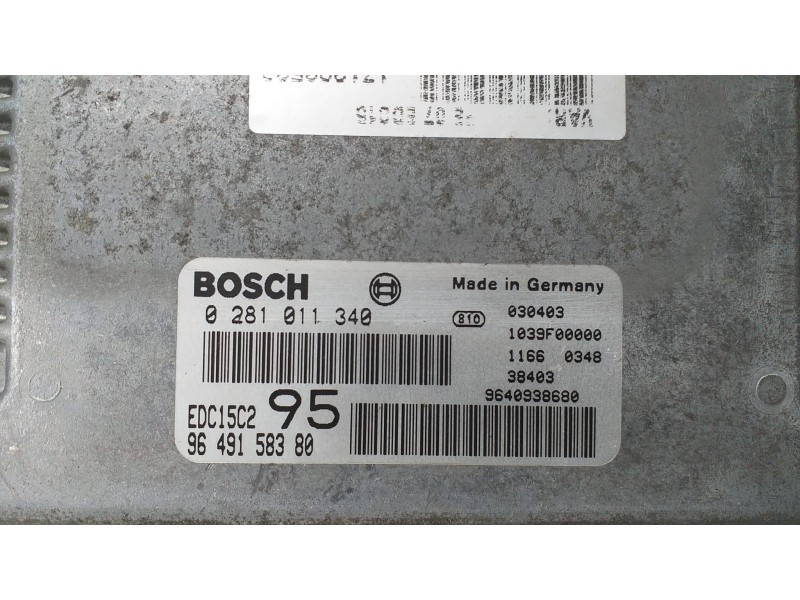 BOSCH
Made in Germany
0 281 011 340
810
030403
1039F00000
1166 0348
38403
9640938680
EDC15C2 95
96 491 583 80